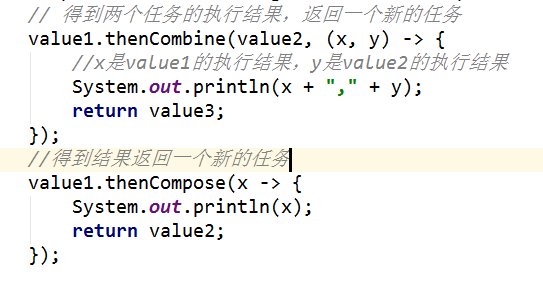 // 得到两个任务的执行结果，返回一个新的任务
value1.thenCombine(value2, (x, y) -> {
//x是value1的执行结果，y是value2的执行结果
System.out.println(x + "," + y);
return value3;
});
//得到结果返回一个新的任务
value1.thenCompose(x -> {
System.out.println(x);
return value2;
});